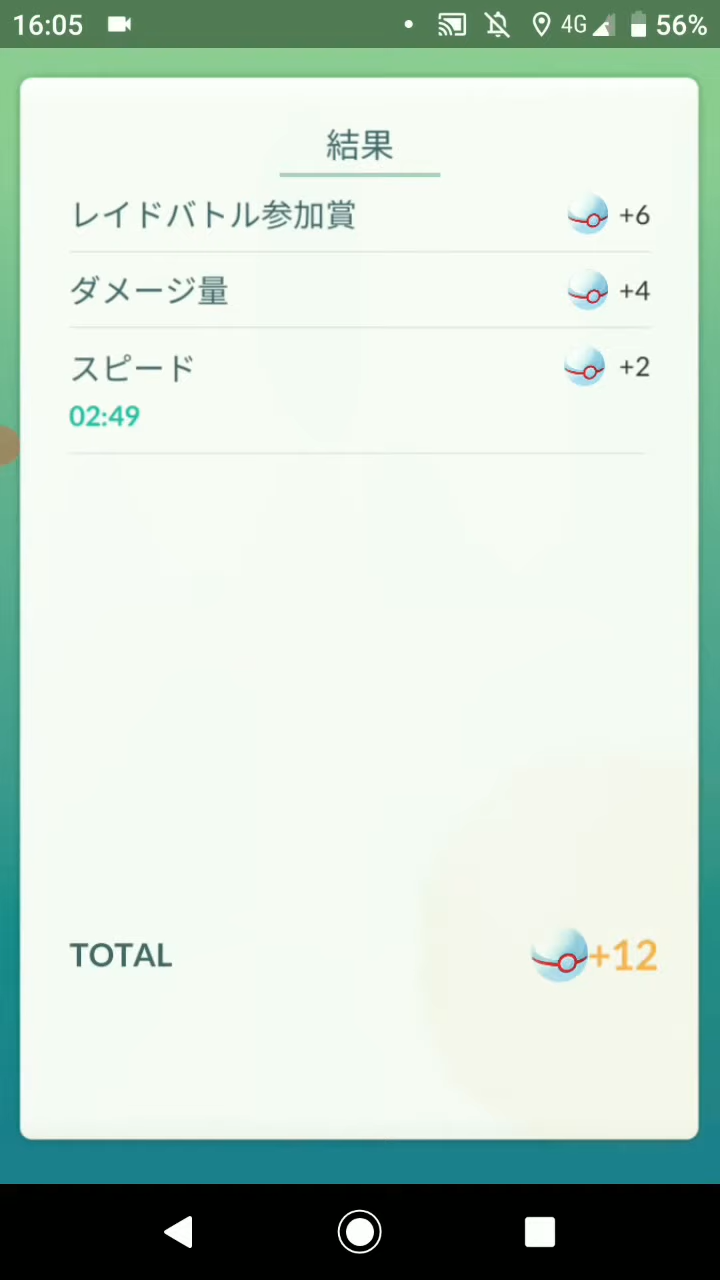 16:05 4G 56%
結果
レイドバトル参加賞 +6
ダメージ量 +4
スピード +2
02:49
TOTAL +12